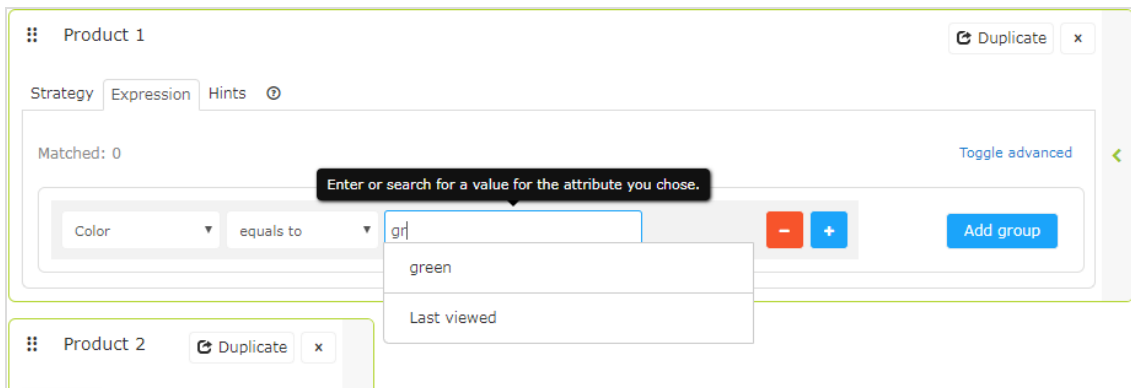 Product 1
Duplicate x
Strategy Expression Hints ?
Matched: 0
Toggle advanced
Enter or search for a value for the attribute you chose.
Color equals to gr - + Add group
green
Last viewed
Product 2 Duplicate x